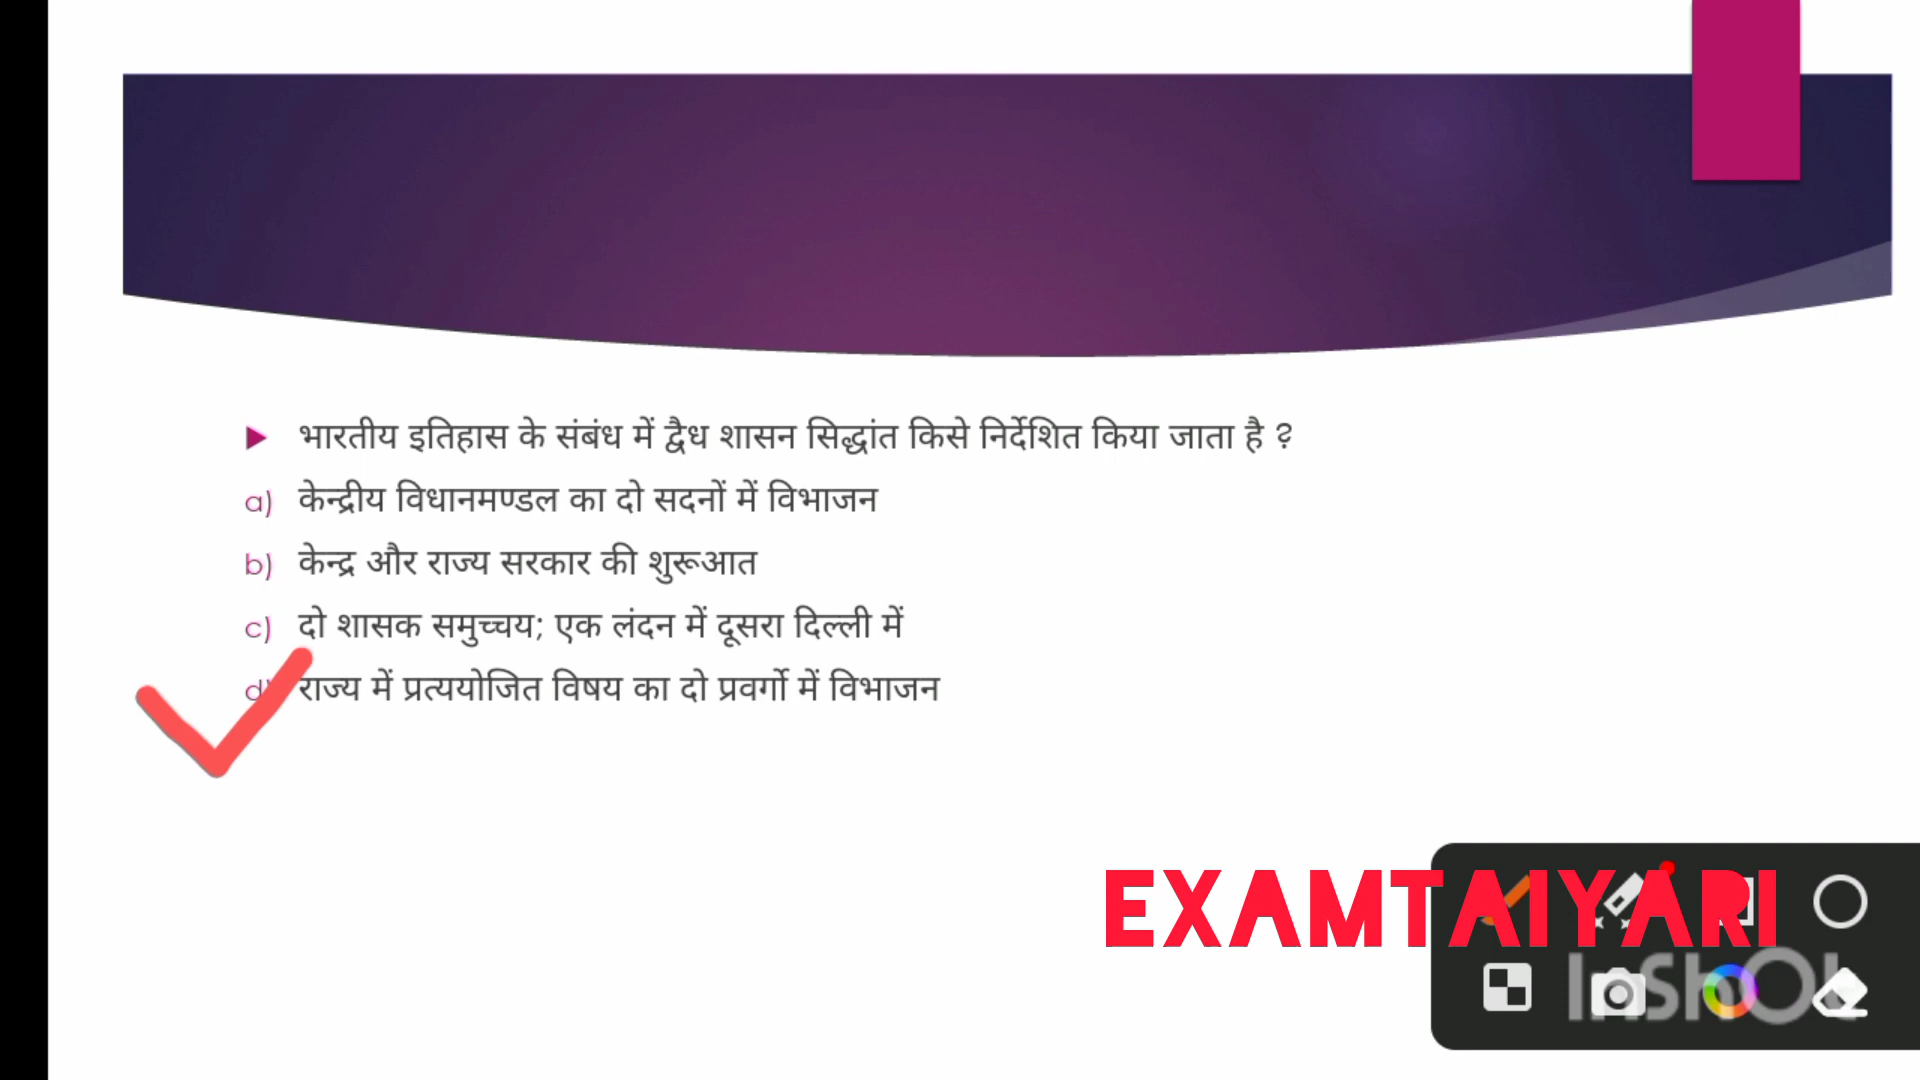 भारतीय इतिहास के संबंध में द्वैध शासन सिद्धांत किसे निर्देशित किया जाता है ?
a) केन्द्रीय विधानमण्डल का दो सदनों में विभाजन
b) केन्द्र और राज्य सरकार की शुरूआत
c) दो शासक समुच्चय; एक लंदन में दूसरा दिल्ली में
d) राज्य में प्रत्ययोजित विषय का दो प्रवर्गो में विभाजन
EXAMTAIYARI
InShOt